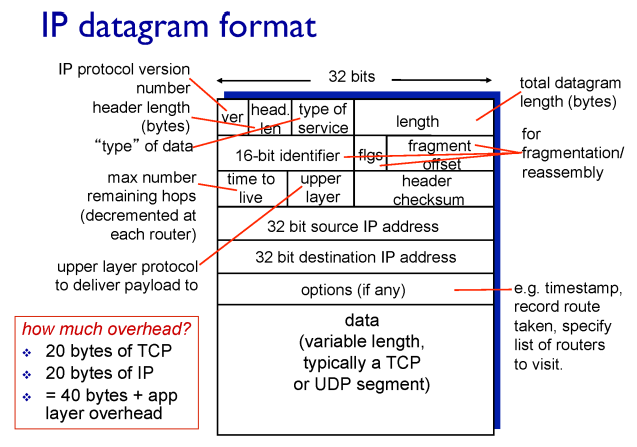 IP datagram format
32 bits
IP protocol version
number
header length
(bytes)
“type” of data
max number
remaining hops
(decremented at
each router)
upper layer protocol
to deliver payload to
ver
head.
len
type of
service
length
16-bit identifier
flgs
fragment
offset
time to
live
upper
layer
header
checksum
32 bit source IP address
32 bit destination IP address
options (if any)
data
(variable length,
typically a TCP
or UDP segment)
total datagram
length (bytes)
for
fragmentation/
reassembly
e.g. timestamp,
record route
taken, specify
list of routers
to visit.
how much overhead?
20 bytes of TCP
20 bytes of IP
= 40 bytes + app
layer overhead